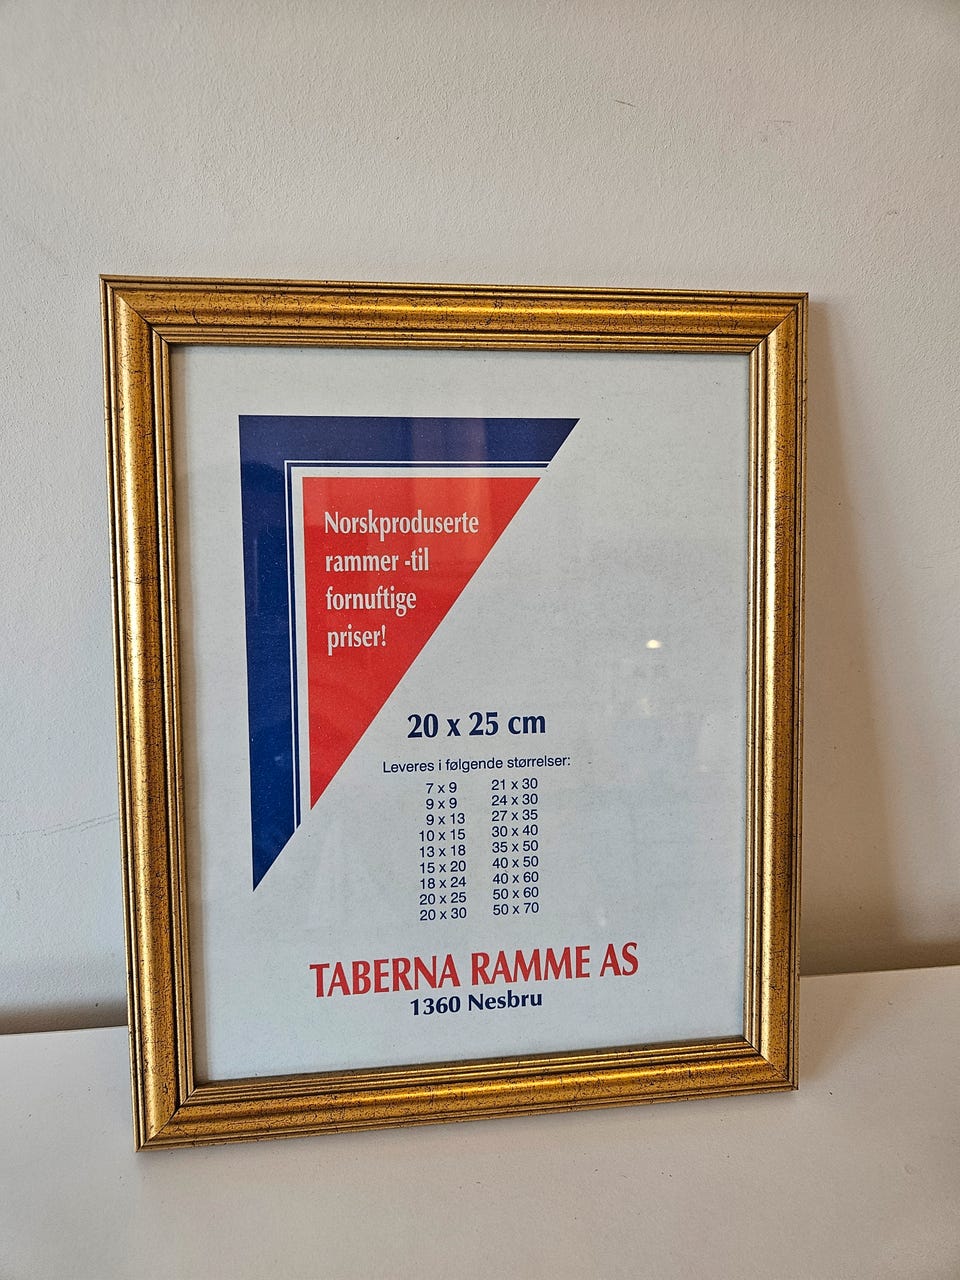 Norskproduserte
rammer -til
fornuftige
priser!
20 x 25 cm
Leveres i følgende størrelser:
7 x 9
9 x 9
9 x 13
10 x 15
13 x 18
15 x 20
18 x 24
20 x 25
20 x 30
21 x 30
24 x 30
27 x 35
30 x 40
35 x 50
40 x 50
40 x 60
50 x 60
50 x 70
TABERNA RAMME AS
1360 Nesbru